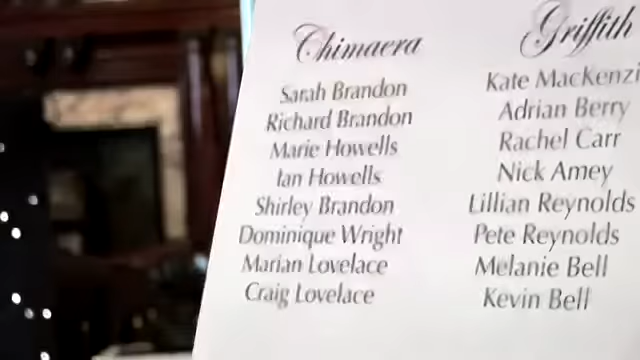 Chimaera
Sarah Brandon
Richard Brandon
Marie Howells
Ian Howells
Shirley Brandon
Dominique Wright
Marian Lovelace
Craig Lovelace
Griffith
Kate MacKenzi
Adrian Berry
Rachel Carr
Nick Amey
Lillian Reynolds
Pete Reynolds
Melanie Bell
Kevin Bell